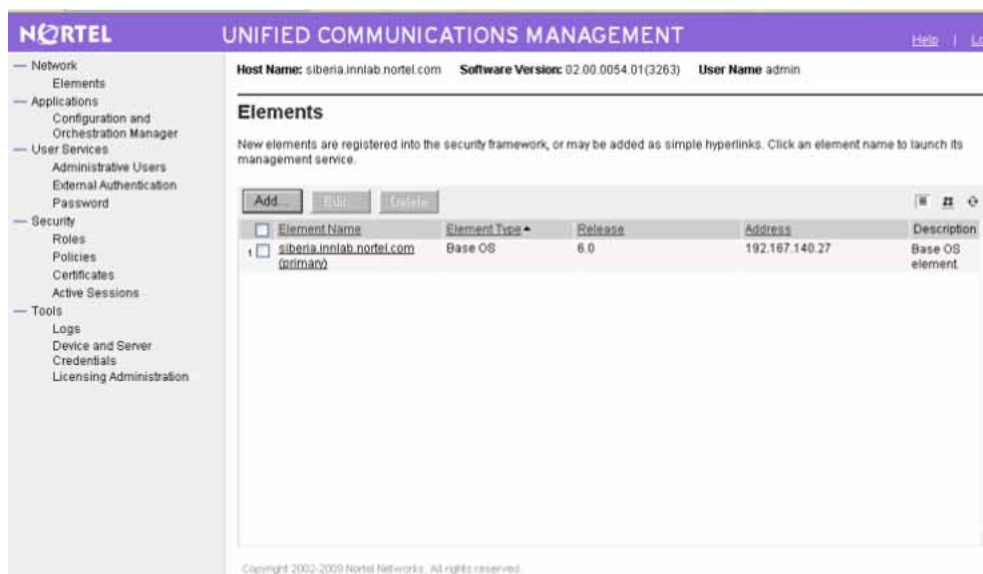 NORTEL
UNIFIED COMMUNICATIONS MANAGEMENT
Help |
Network
Elements
Applications
Configuration and
Orchestration Manager
User Services
Administrative Users
External Authentication
Password
Security
Roles
Policies
Certificates
Active Sessions
Tools
Logs
Device and Server
Credentials
Licensing Administration
Host Name: siberia.innlab.nortel.com Software Version: 02.00.0054.01(3263) User Name admin
Elements
New elements are registered into the security framework, or may be added as simple hyperlinks. Click an element name to launch its
management service.
Add... Edit... Delete
Element Name Element Type Release Address Description
1 siberia.innlab.nortel.com Base OS 6.0 192.167.140.27 Base OS
(primary) element.
Copyright 2002-2009 Nortel Networks. All rights reserved.